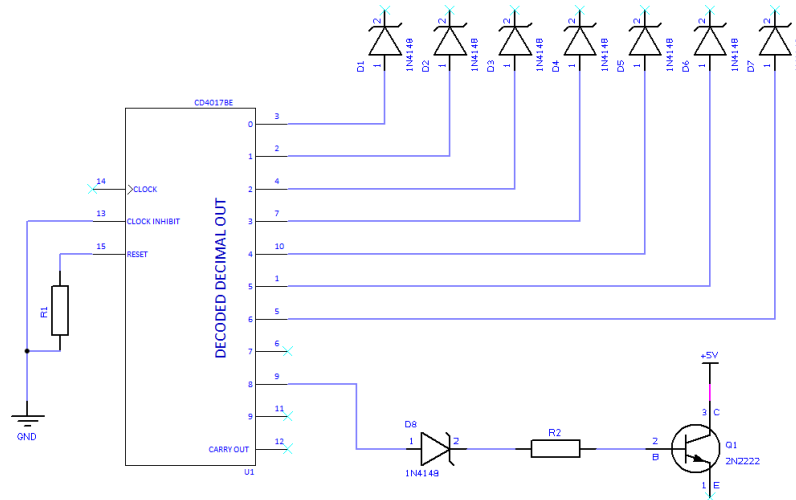 2 2 2 2 2 2 2
D1 1 1N4148 D2 1 1N4148 D3 1 1N4148 D4 1 1N4148 D5 1 1N4148 D6 1 1N4148 D7 1
CD4017BE
0 3
1 2
14 CLOCK 2 4
13 CLOCK INHIBIT 3 7
15 RESET 4 10
DECODED DECIMAL OUT
5 1
R1 6 5
7 6
+5V
8 9
3 C
9 11
D8
GND
CARRY OUT 12
1 2 R2 2 B Q1
2N2222
1N4148
U1
1 E